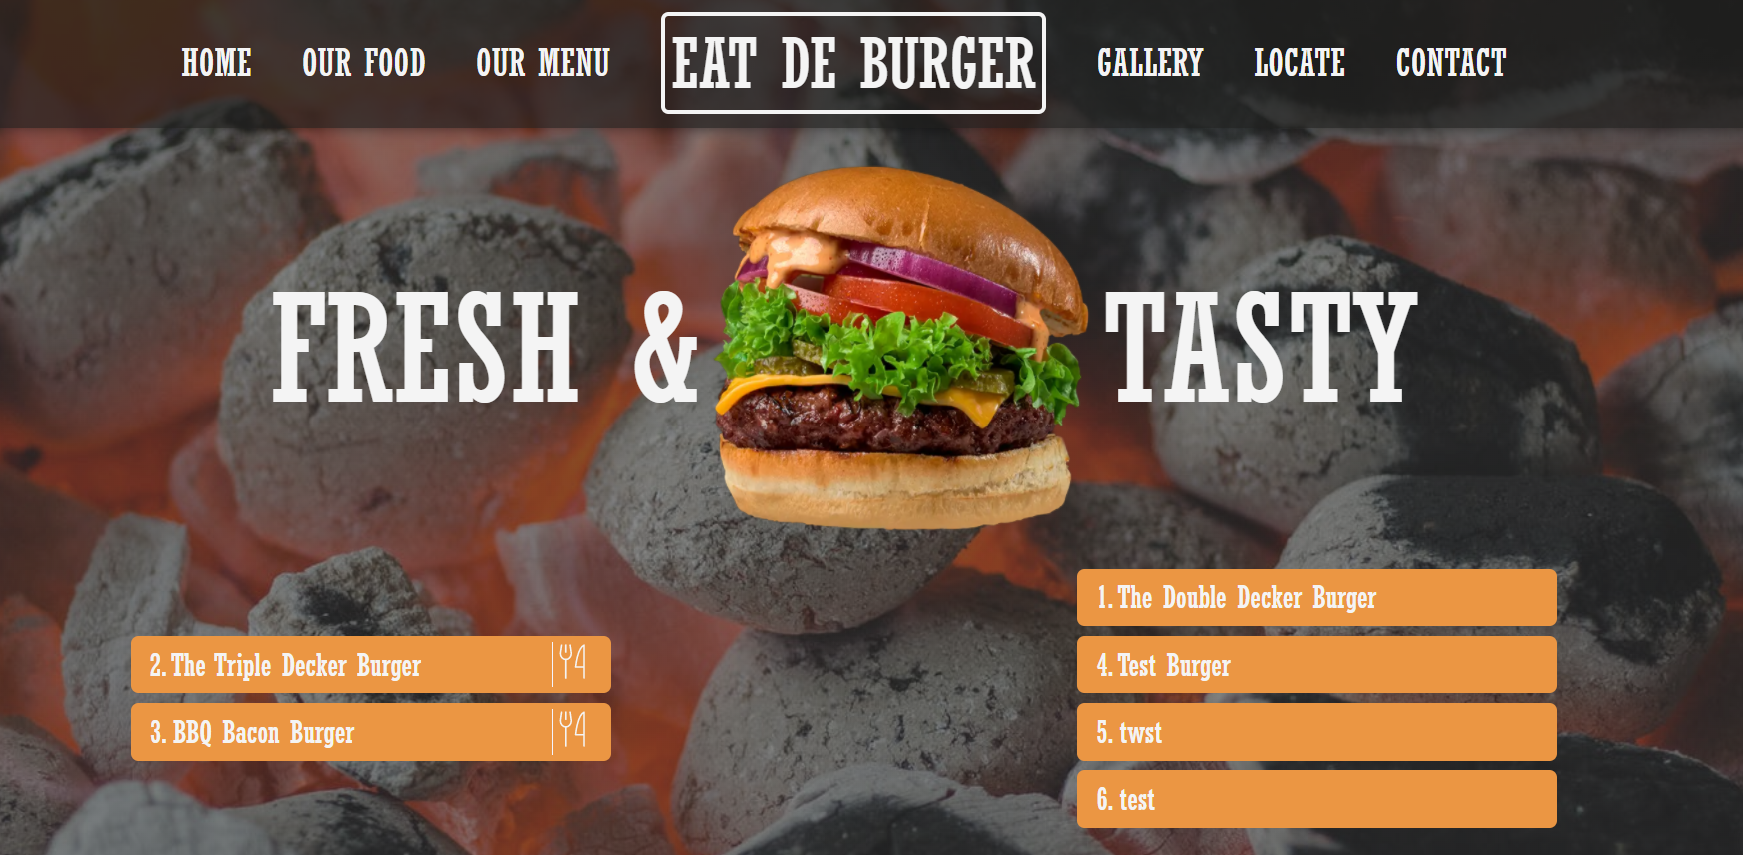 HOME OUR FOOD OUR MENU EAT DE BURGER GALLERY LOCATE CONTACT
FRESH & TASTY
2. The Triple Decker Burger
3. BBQ Bacon Burger
1. The Double Decker Burger
4. Test Burger
5. twst
6. test